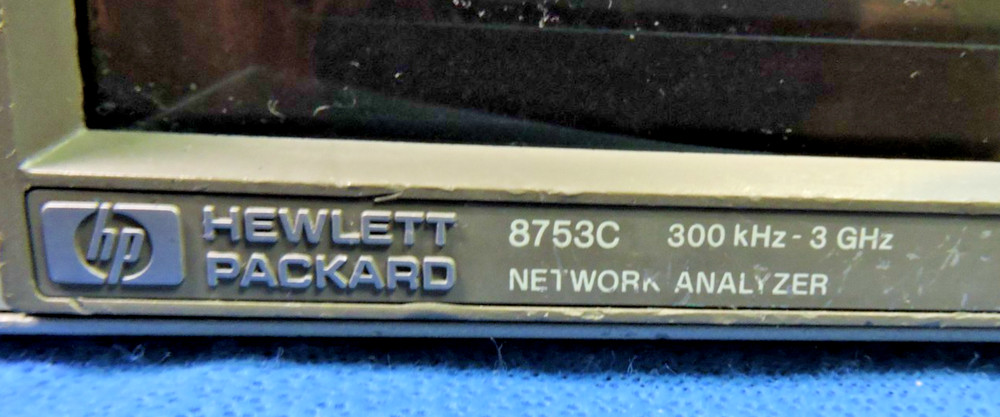 hp HEWLETT PACKARD
8753C 300 kHz - 3 GHz
NETWORK ANALYZER